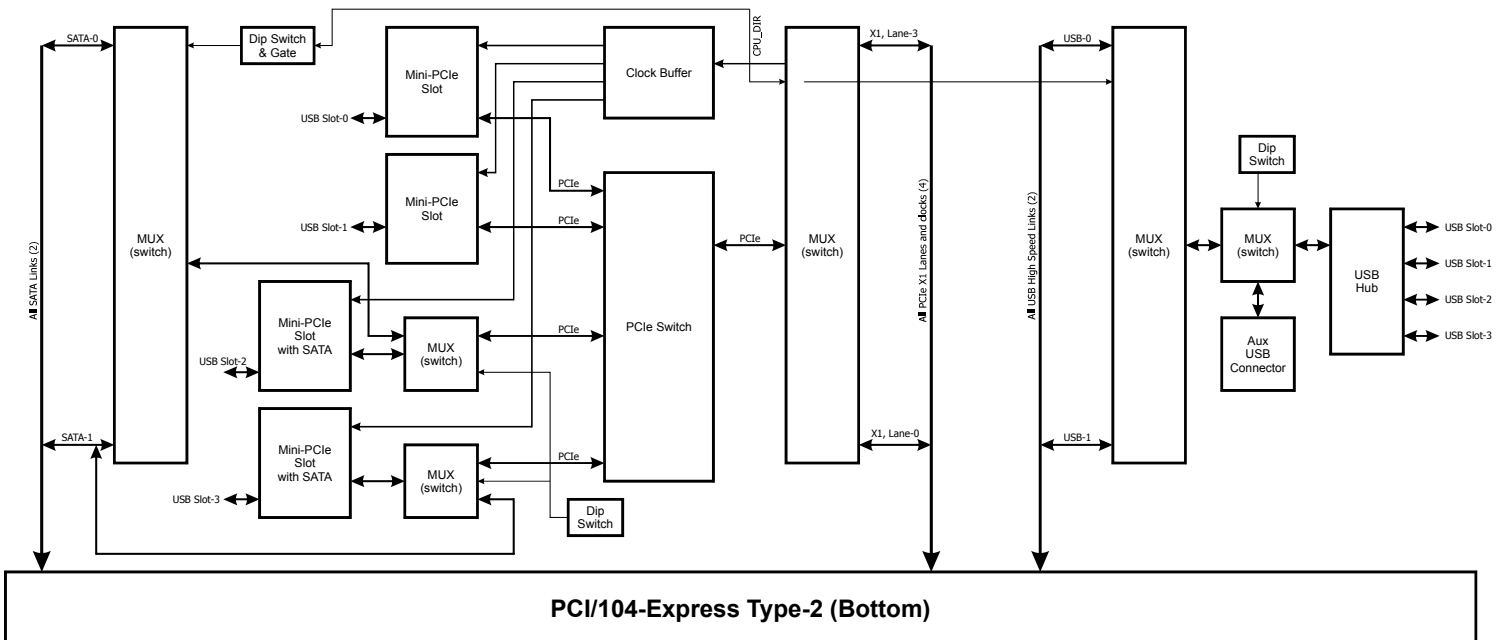 SATA-0
Dip Switch
& Gate
CPU_DIR
X1, Lane-3
USB-0
Mini-PCIe
Slot
Clock Buffer
USB Slot-0
Dip
Switch
Mini-PCIe
Slot
PCIe
USB Slot-1
PCIe
All SATA Links (2)
MUX
(switch)
PCIe
MUX
(switch)
All PCIe X1 Lanes and clocks (4)
All USB High Speed Links (2)
MUX
(switch)
MUX
(switch)
USB
Hub
USB Slot-0
USB Slot-1
USB Slot-2
USB Slot-3
Mini-PCIe
Slot
with SATA
MUX
(switch)
PCIe
PCIe Switch
Aux
USB
Connector
USB Slot-2
SATA-1
X1, Lane-0
USB-1
Mini-PCIe
Slot
with SATA
MUX
(switch)
PCIe
USB Slot-3
Dip
Switch
PCI/104-Express Type-2 (Bottom)